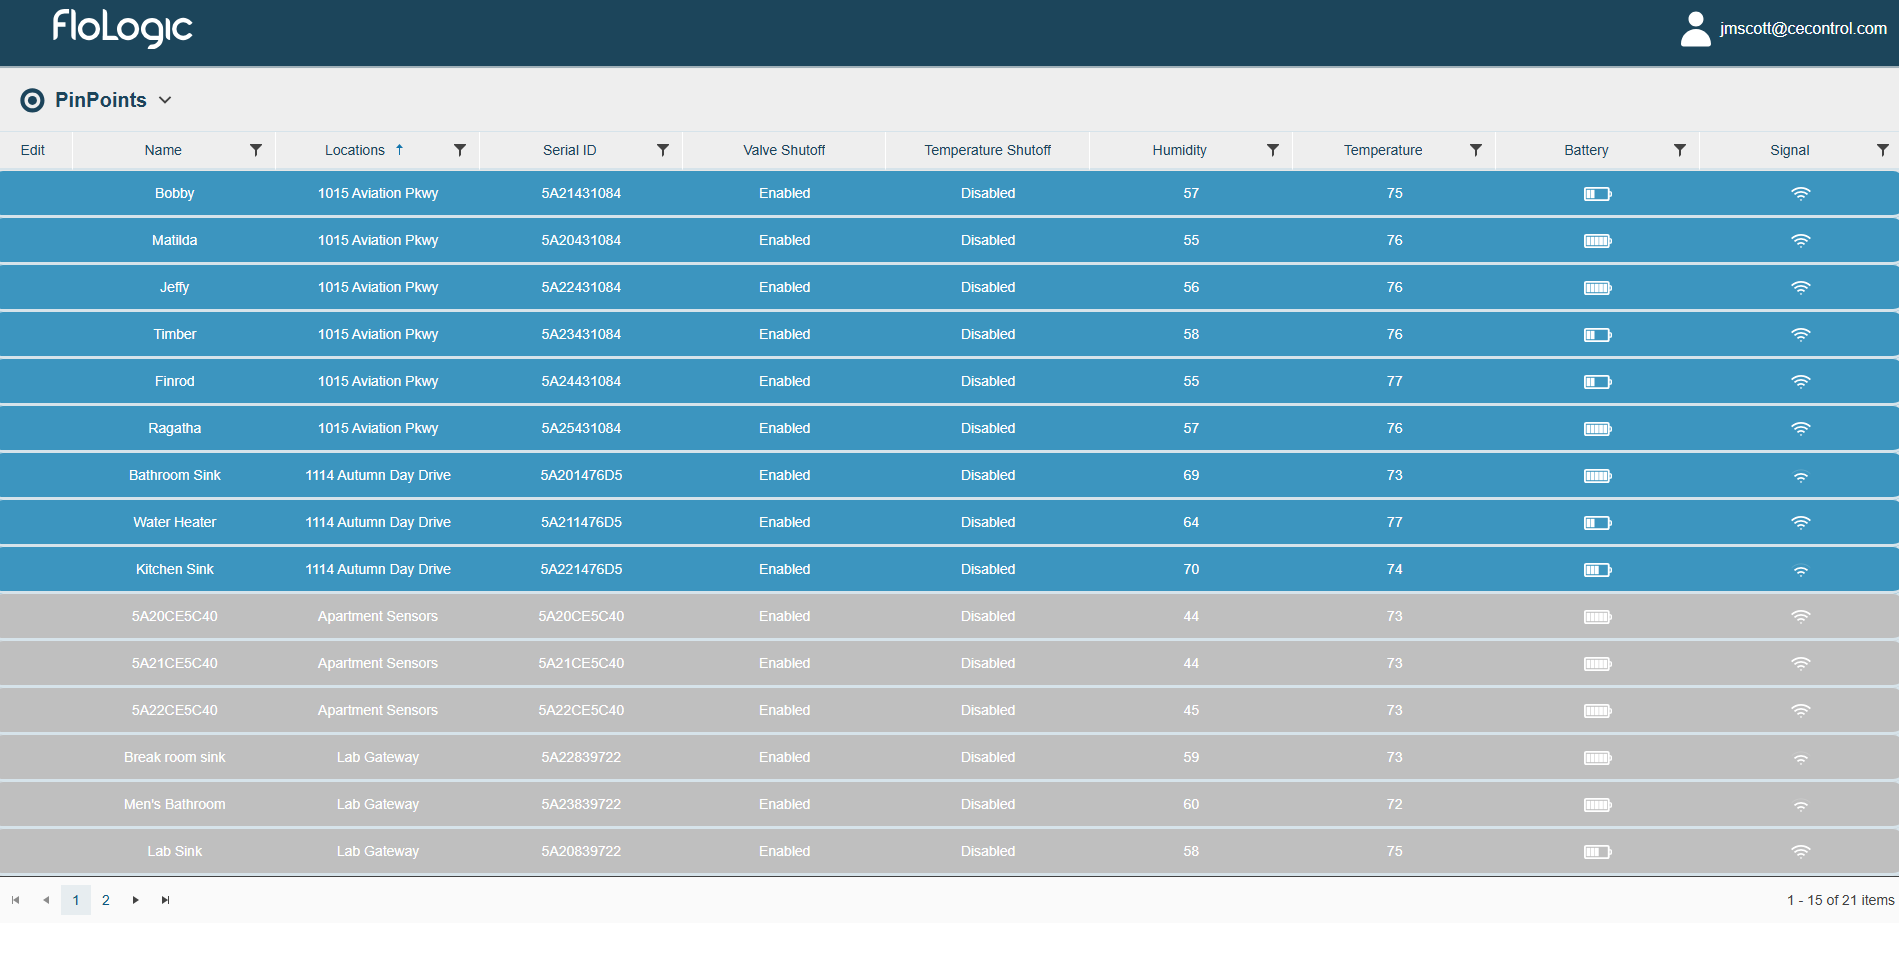 FloLogic
jmscott@cecontrol.com
PinPoints
Edit Name Locations Serial ID Valve Shutoff Temperature Shutoff Humidity Temperature Battery Signal
Bobby 1015 Aviation Pkwy 5A21431084 Enabled Disabled 57 75
Matilda 1015 Aviation Pkwy 5A20431084 Enabled Disabled 55 76
Jeffy 1015 Aviation Pkwy 5A22431084 Enabled Disabled 56 76
Timber 1015 Aviation Pkwy 5A23431084 Enabled Disabled 58 76
Finrod 1015 Aviation Pkwy 5A24431084 Enabled Disabled 55 77
Ragatha 1015 Aviation Pkwy 5A25431084 Enabled Disabled 57 76
Bathroom Sink 1114 Autumn Day Drive 5A201476D5 Enabled Disabled 69 73
Water Heater 1114 Autumn Day Drive 5A211476D5 Enabled Disabled 64 77
Kitchen Sink 1114 Autumn Day Drive 5A221476D5 Enabled Disabled 70 74
5A20CE5C40 Apartment Sensors 5A20CE5C40 Enabled Disabled 44 73
5A21CE5C40 Apartment Sensors 5A21CE5C40 Enabled Disabled 44 73
5A22CE5C40 Apartment Sensors 5A22CE5C40 Enabled Disabled 45 73
Break room sink Lab Gateway 5A22839722 Enabled Disabled 59 73
Men's Bathroom Lab Gateway 5A23839722 Enabled Disabled 60 72
Lab Sink Lab Gateway 5A20839722 Enabled Disabled 58 75
1 2 1 - 15 of 21 items